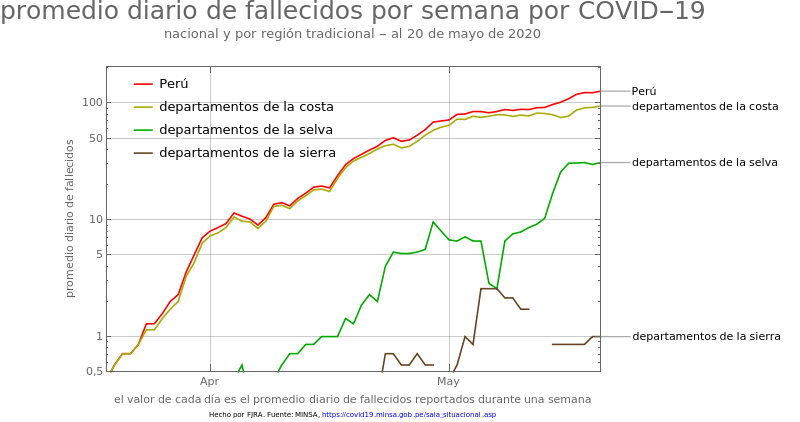 promedio diario de fallecidos por semana por COVID−19
nacional y por región tradicional − al 20 de mayo de 2020
Perú
departamentos de la costa
departamentos de la selva
departamentos de la sierra
100
50
10
5
1
0,5
promedio diario de fallecidos
Perú
departamentos de la costa
departamentos de la selva
departamentos de la sierra
Apr
May
el valor de cada día es el promedio diario de fallecidos reportados durante una semana
Hecho por FJRA. Fuente: MINSA, https://covid19.minsa.gob.pe/sala_situacional .asp